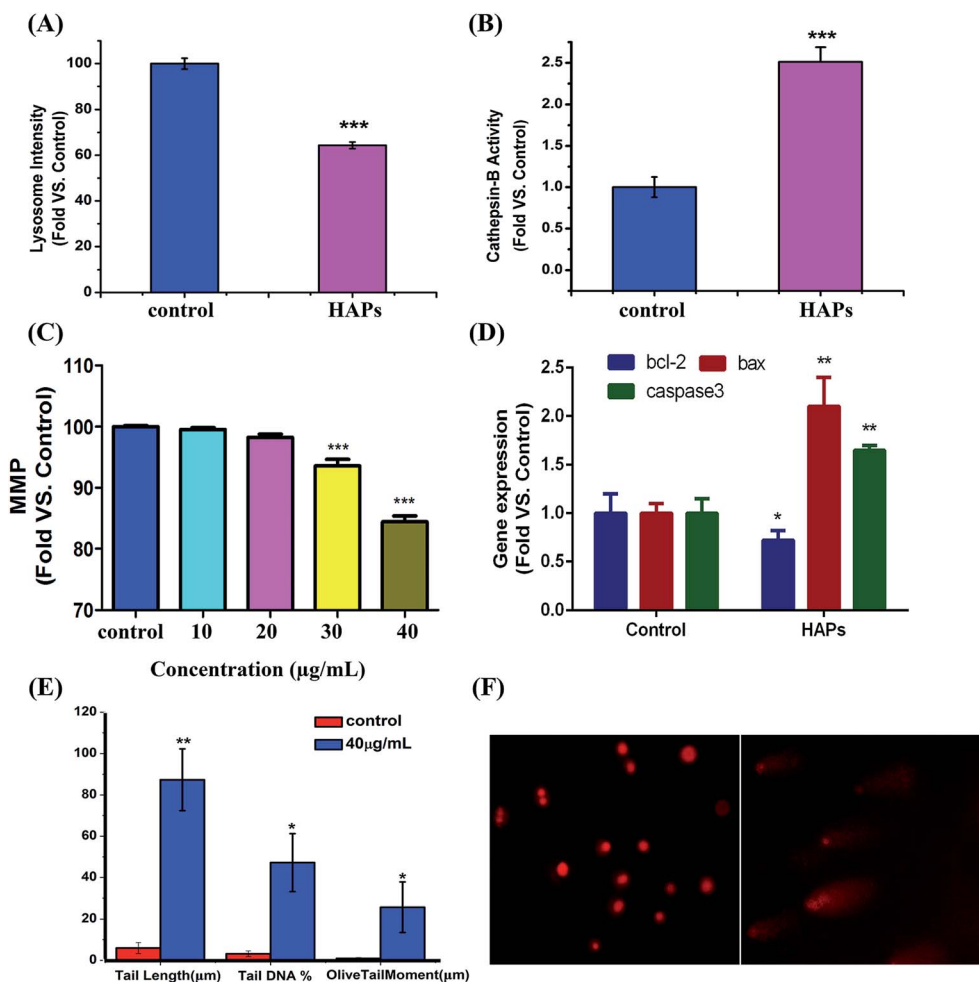 (A)
Lysosome Intensity
(Fold VS. Control)
100
80
60
40
20
0
***
control
HAPs
(B)
Cathepsin-B Activity
(Fold VS. Control)
2.5
2.0
1.5
1.0
0.5
0.0
***
control
HAPs
(C)
MMP
(Fold VS. Control)
110
100
90
80
70
***
***
control
10
20
30
40
Concentration (µg/mL)
(D)
Gene expression
(Fold VS. Control)
2.5
2.0
1.5
1.0
0.5
0.0
bcl-2
bax
caspase3
*
**
**
Control
HAPs
(E)
120
100
80
60
40
20
0
control
40µg/mL
**
*
*
Tail Length(µm)
Tail DNA %
OliveTailMoment(µm)
(F)